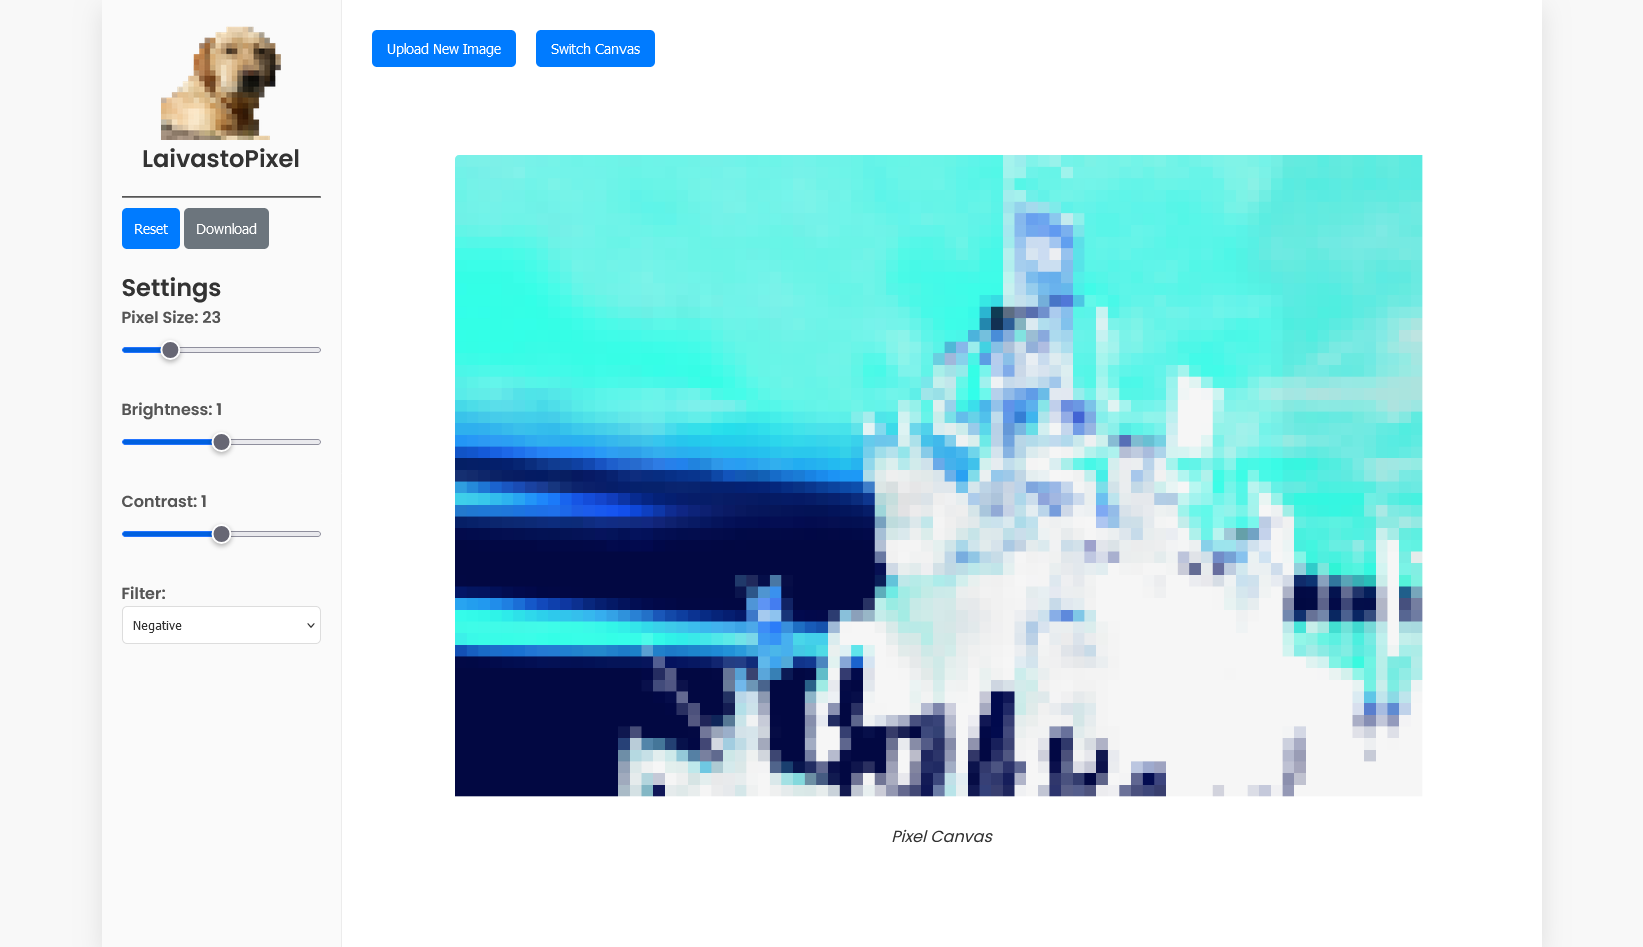 LaivastoPixel
Reset
Download
Settings
Pixel Size: 23
Brightness: 1
Contrast: 1
Filter:
Negative
Upload New Image
Switch Canvas
Pixel Canvas